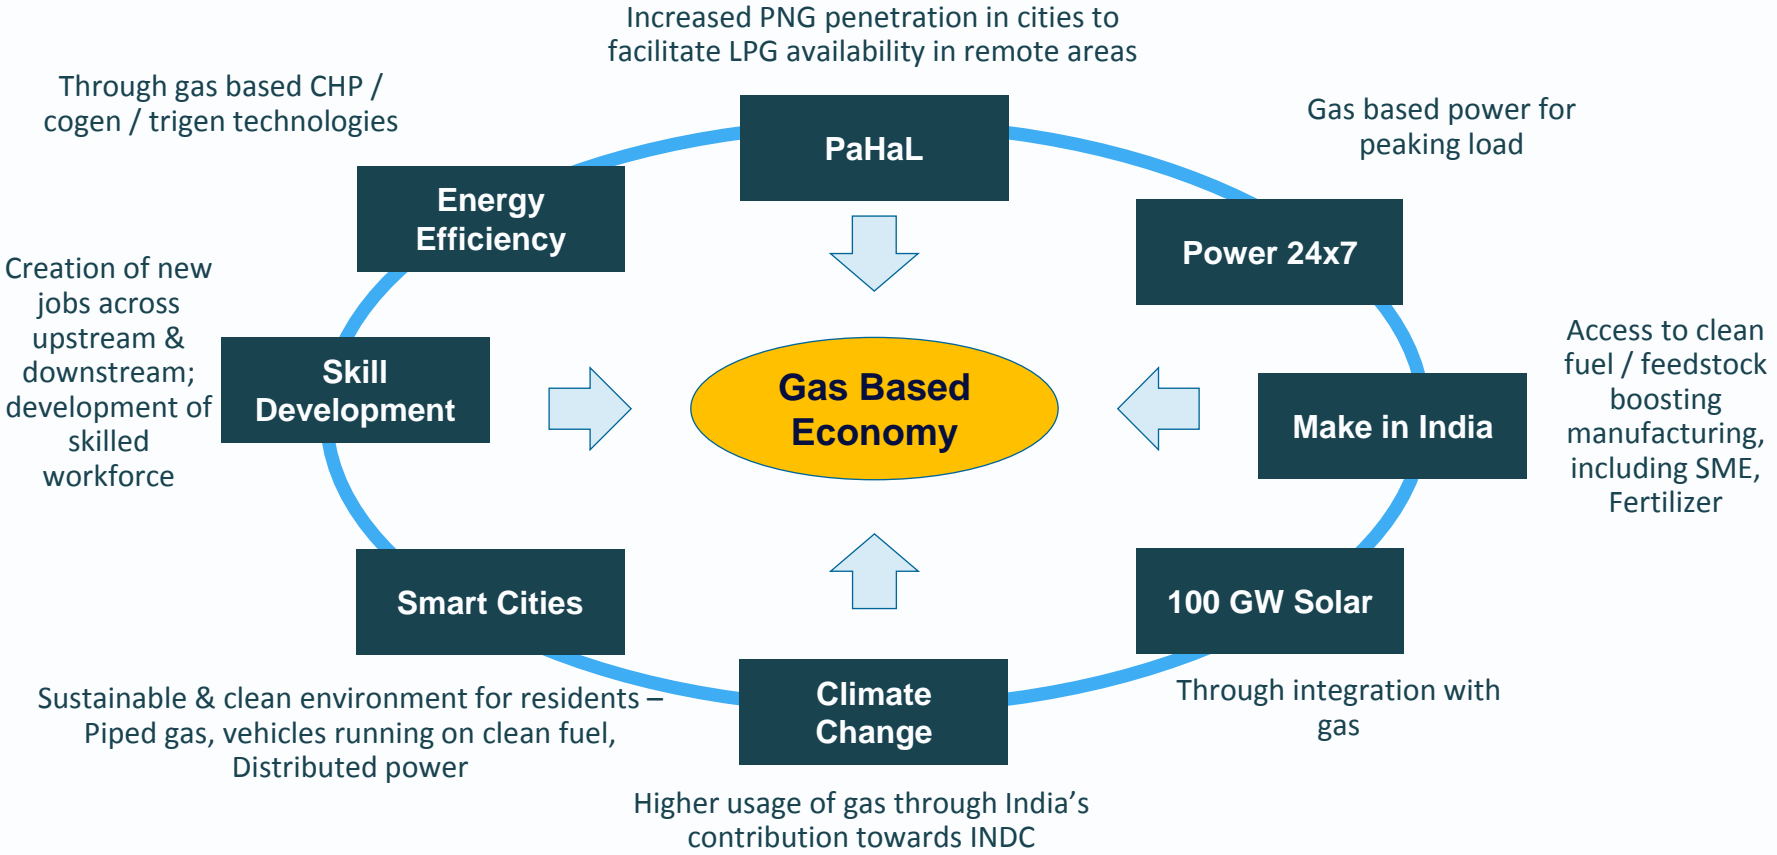 Increased PNG penetration in cities to
facilitate LPG availability in remote areas
PaHaL
Gas based power for
peaking load
Power 24x7
Access to clean
fuel / feedstock
boosting
manufacturing,
including SME,
Fertilizer
Make in India
100 GW Solar
Through integration with
gas
Climate
Change
Higher usage of gas through India’s
contribution towards INDC
Smart Cities
Sustainable & clean environment for residents –
Piped gas, vehicles running on clean fuel,
Distributed power
Creation of new
jobs across
upstream &
downstream;
development of
skilled
workforce
Skill
Development
Through gas based CHP /
cogen / trigen technologies
Energy
Efficiency
Gas Based
Economy